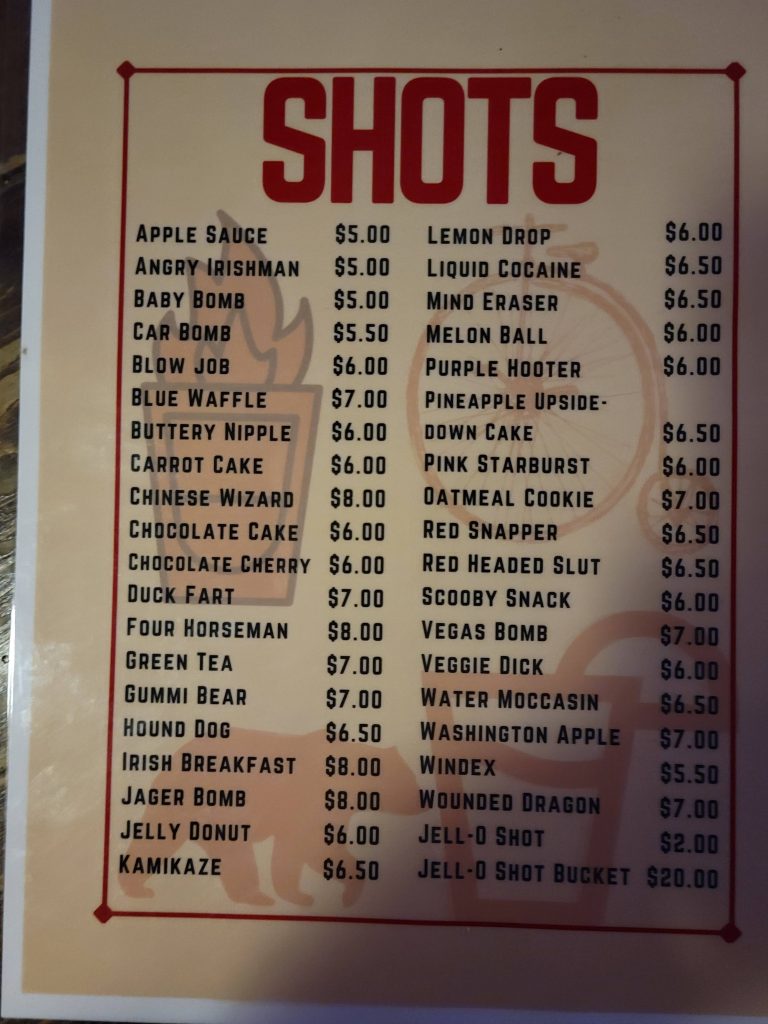 SHOTS
APPLE SAUCE $5.00
ANGRY IRISHMAN $5.00
BABY BOMB $5.00
CAR BOMB $5.50
BLOW JOB $6.00
BLUE WAFFLE $7.00
BUTTERY NIPPLE $6.00
CARROT CAKE $6.00
CHINESE WIZARD $8.00
CHOCOLATE CAKE $6.00
CHOCOLATE CHERRY $6.00
DUCK FART $7.00
FOUR HORSEMAN $8.00
GREEN TEA $7.00
GUMMI BEAR $7.00
HOUND DOG $6.50
IRISH BREAKFAST $8.00
JAGER BOMB $8.00
JELLY DONUT $6.00
KAMIKAZE $6.50
LEMON DROP $6.00
LIQUID COCAINE $6.50
MIND ERASER $6.50
MELON BALL $6.00
PURPLE HOOTER $6.00
PINEAPPLE UPSIDE-
DOWN CAKE $6.50
PINK STARBURST $6.00
OATMEAL COOKIE $7.00
RED SNAPPER $6.50
RED HEADED SLUT $6.50
SCOOBY SNACK $6.00
VEGAS BOMB $7.00
VEGGIE DICK $6.00
WATER MOCCASIN $6.50
WASHINGTON APPLE $7.00
WINDEX $5.50
WOUNDED DRAGON $7.00
JELL-O SHOT $2.00
JELL-O SHOT BUCKET $20.00